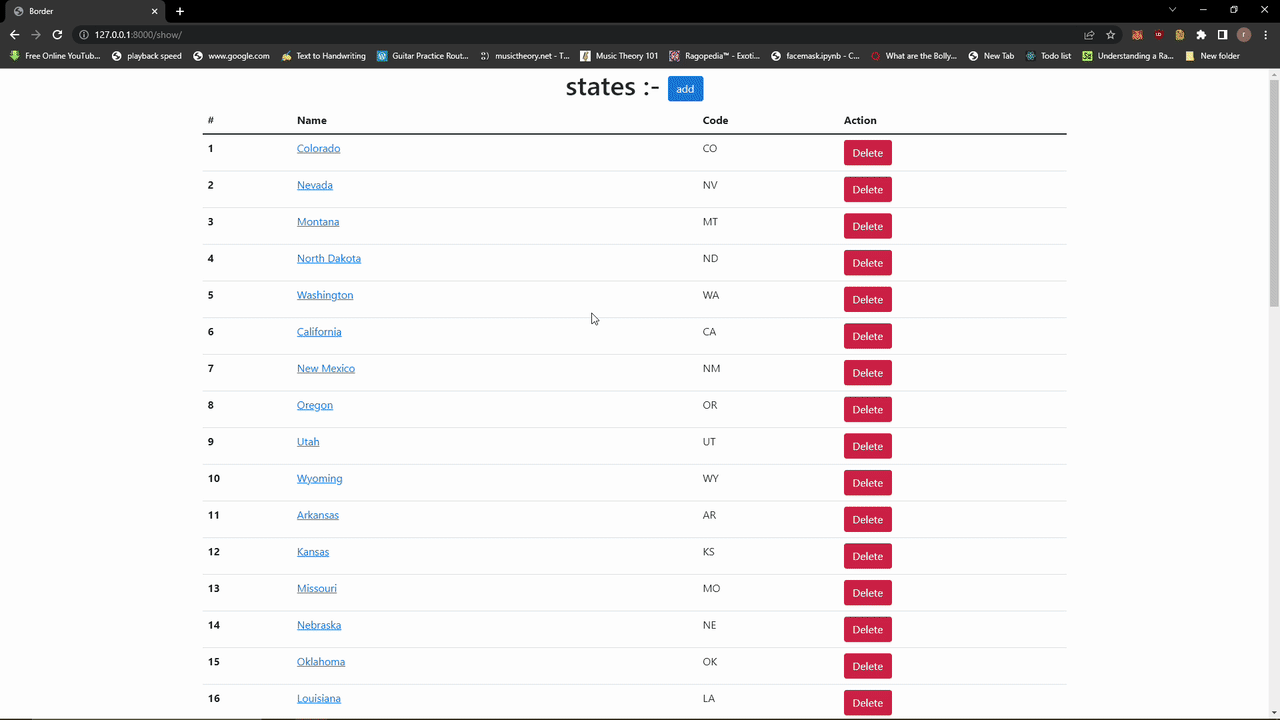 Border
127.0.0.1:8000/show/
Free Online YouTub... playback speed www.google.com Text to Handwriting Guitar Practice Rout... musictheory.net - T... Music Theory 101 Ragopedia™ – Exoti... facemask.ipynb - C... What are the Bolly... New Tab todo list Understanding a Ra... New folder
states :- add
# Name Code Action
1 Colorado CO Delete
2 Nevada NV Delete
3 Montana MT Delete
4 North Dakota ND Delete
5 Washington WA Delete
6 California CA Delete
7 New Mexico NM Delete
8 Oregon OR Delete
9 Utah UT Delete
10 Wyoming WY Delete
11 Arkansas AR Delete
12 Kansas KS Delete
13 Missouri MO Delete
14 Nebraska NE Delete
15 Oklahoma OK Delete
16 Louisiana LA Delete